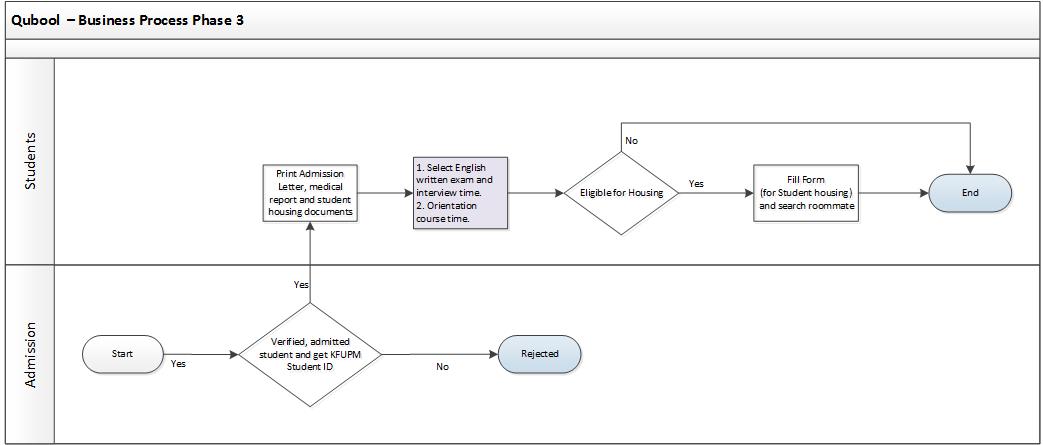 Qubool – Business Process Phase 3
Students
No
Print Admission
Letter, medical
report and student
housing documents
1. Select English
written exam and
interview time.
2. Orientation
course time.
Eligible for Housing
Yes
Fill Form
(for Student housing)
and search roommate
End
Admission
Yes
Start
Yes
Verified, admitted
student and get KFUPM
Student ID
No
Rejected